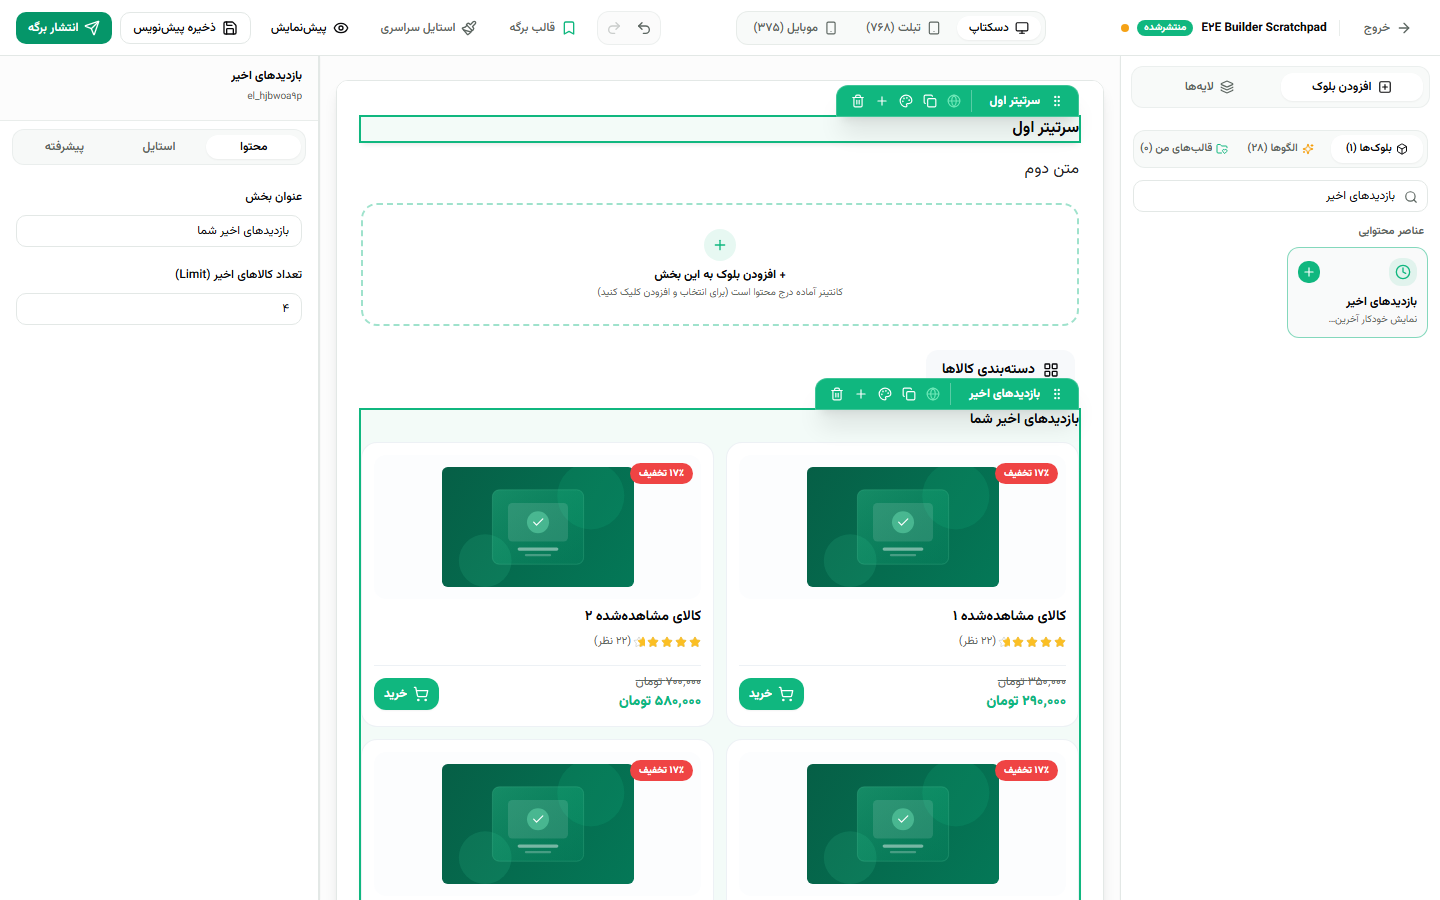 خروج
E۲E Builder Scratchpad
منتشرشده
دسکتاپ
تبلت (۷۶۸)
موبایل (۳۷۵)
قالب برگه
استایل سراسری
پیش‌نمایش
ذخیره پیش‌نویس
انتشار برگه
افزودن بلوک
لایه‌ها
بلوک‌ها (۱)
الگوها (۲۸)
قالب‌های من (۰)
بازدیدهای اخیر
عناصر محتوایی
بازدیدهای اخیر
نمایش خودکار آخرین...
سرتیتر اول
سرتیتر اول
متن دوم
+ افزودن بلوک به این بخش
کانتینر آماده درج محتوا است (برای انتخاب و افزودن کلیک کنید)
دسته‌بندی کالاها
بازدیدهای اخیر
بازدیدهای اخیر شما
۱۷٪ تخفیف
کالای مشاهده‌شده ۱
(۲۲ نظر)
۳۵۰,۰۰۰ تومان
۲۹۰,۰۰۰ تومان
خرید
۱۷٪ تخفیف
کالای مشاهده‌شده ۲
(۲۲ نظر)
۷۰۰,۰۰۰ تومان
۵۸۰,۰۰۰ تومان
خرید
۱۷٪ تخفیف
۱۷٪ تخفیف
بازدیدهای اخیر
el_hjbwoa۹p
محتوا
استایل
پیشرفته
عنوان بخش
بازدیدهای اخیر شما
تعداد کالاهای اخیر (Limit)
۴